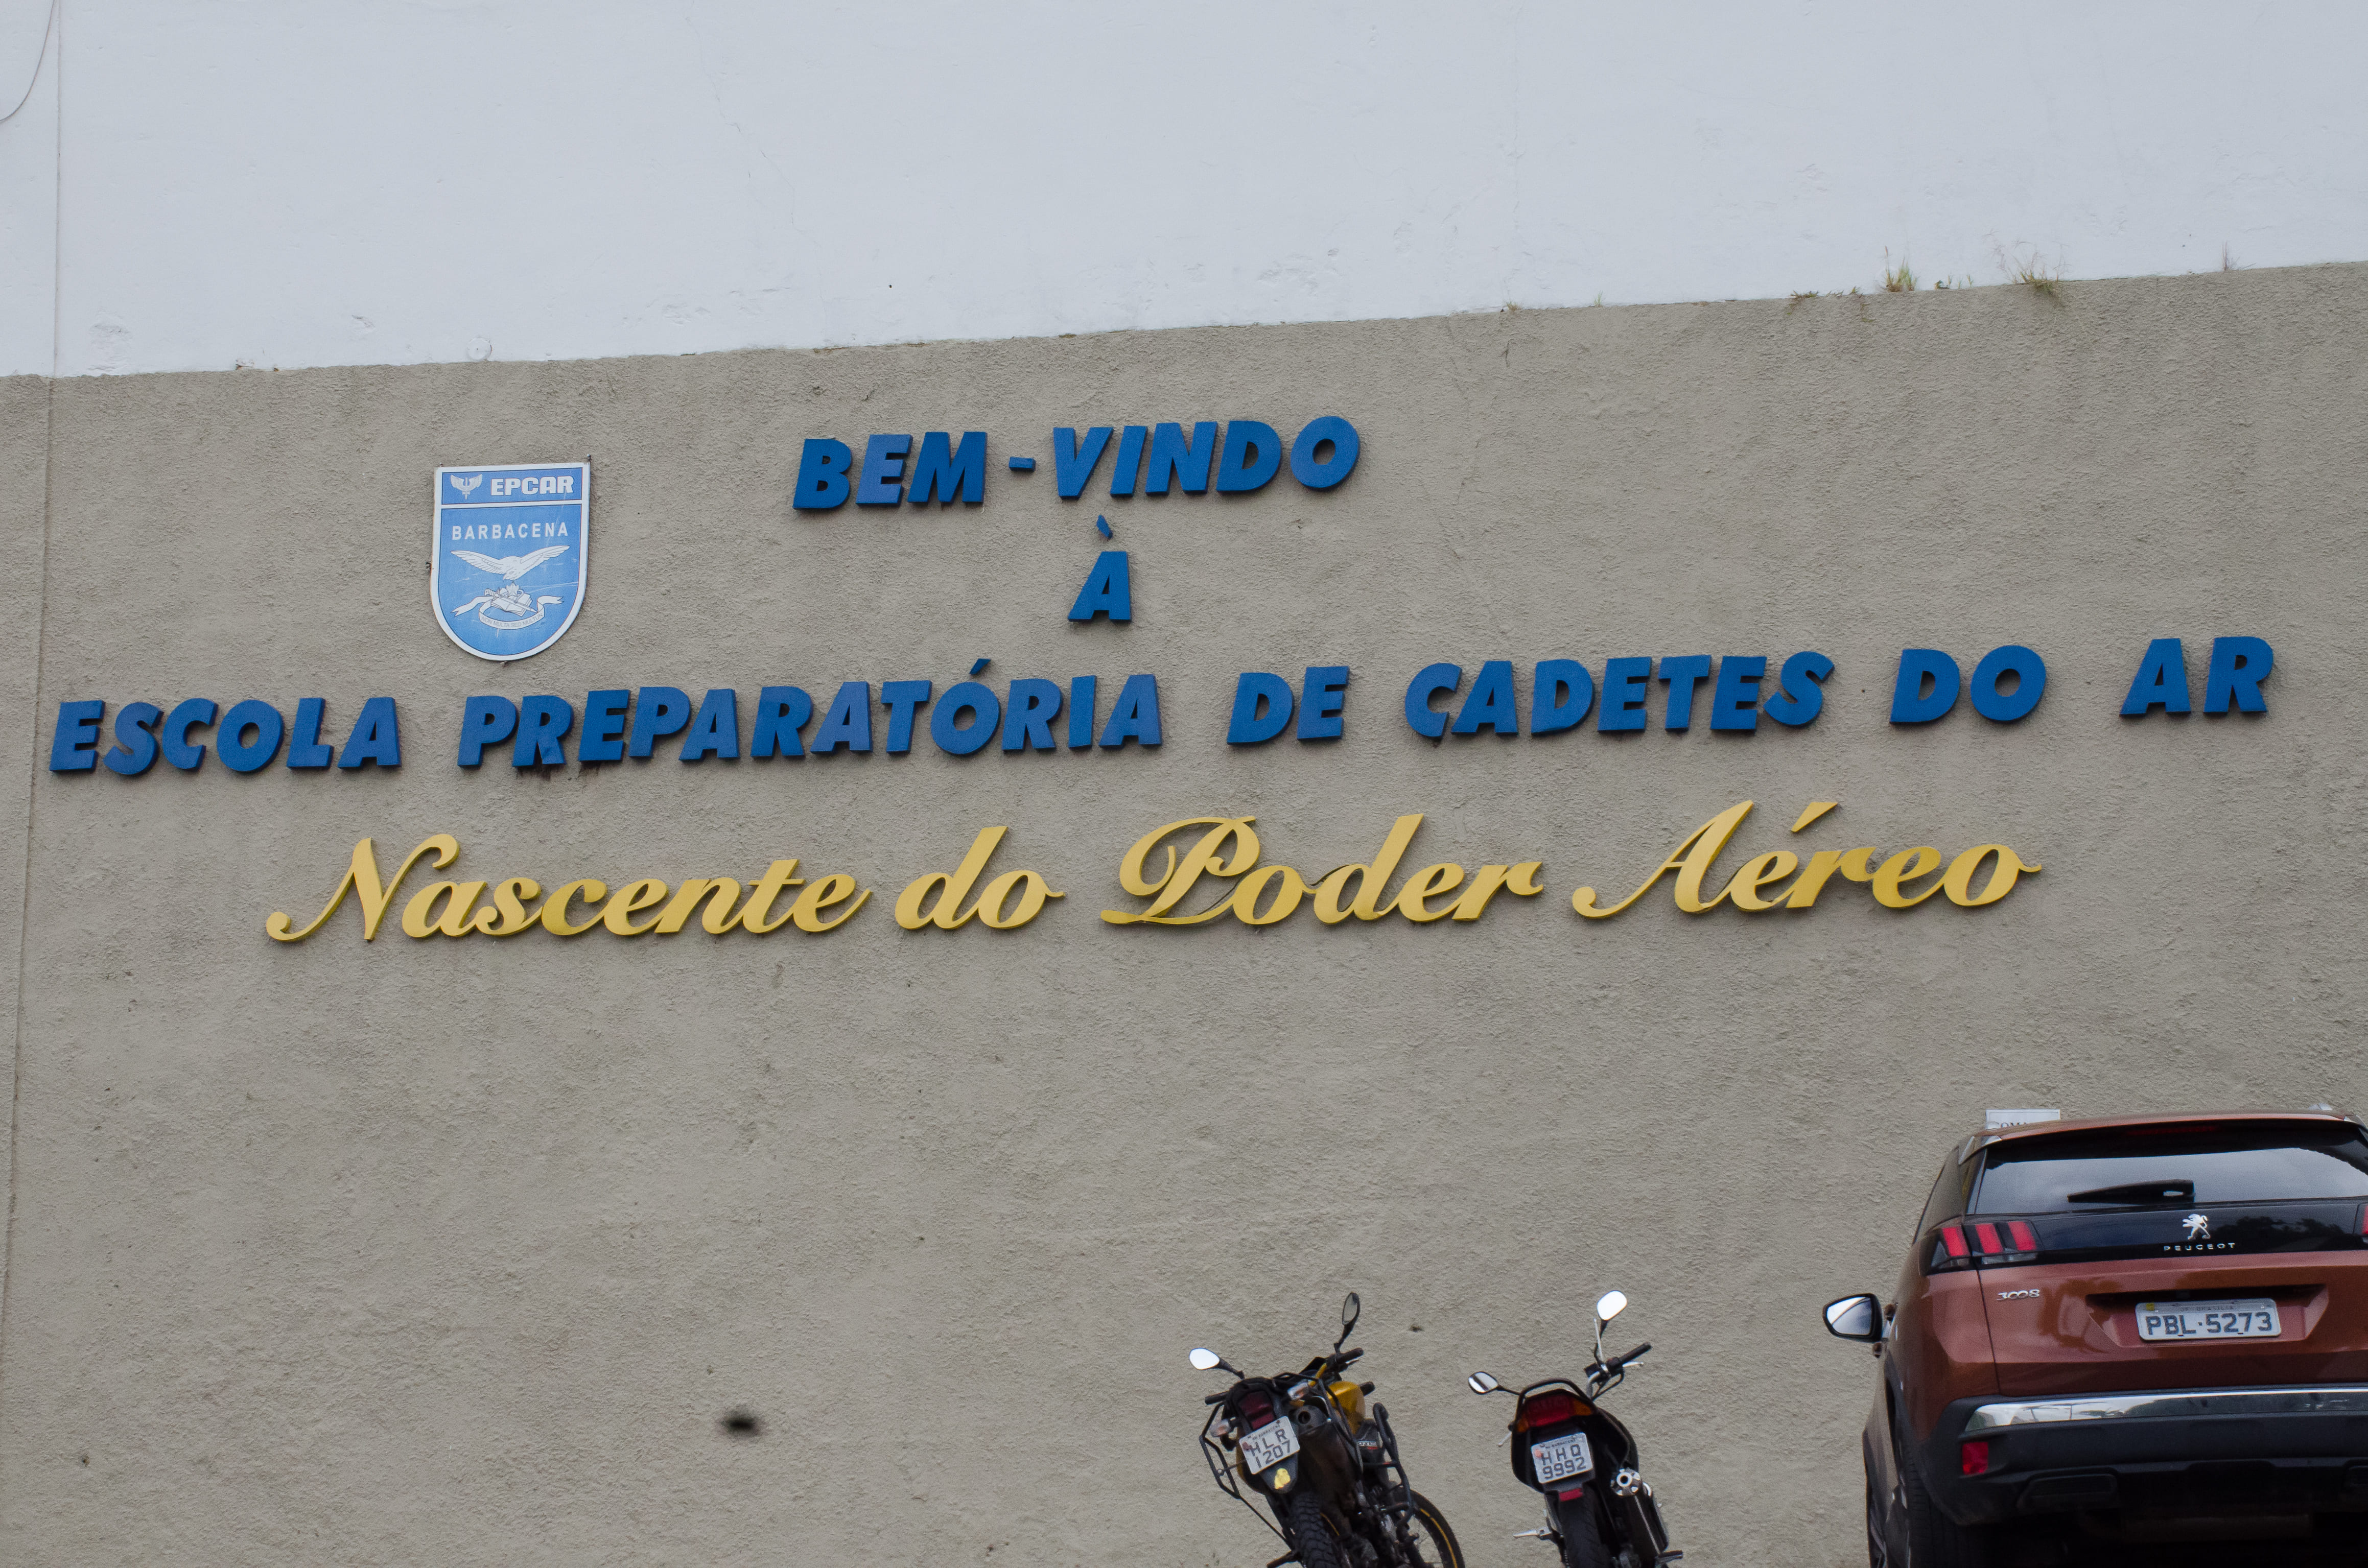 BEM-VINDO
À
EPCAR
BARBACENA
ESCOLA PREPARATÓRIA DE CADETES DO AR
Nascente do Poder Aéreo
PEUGEOT
3008
PBL-5273
HLR
1207
HHQ
9992